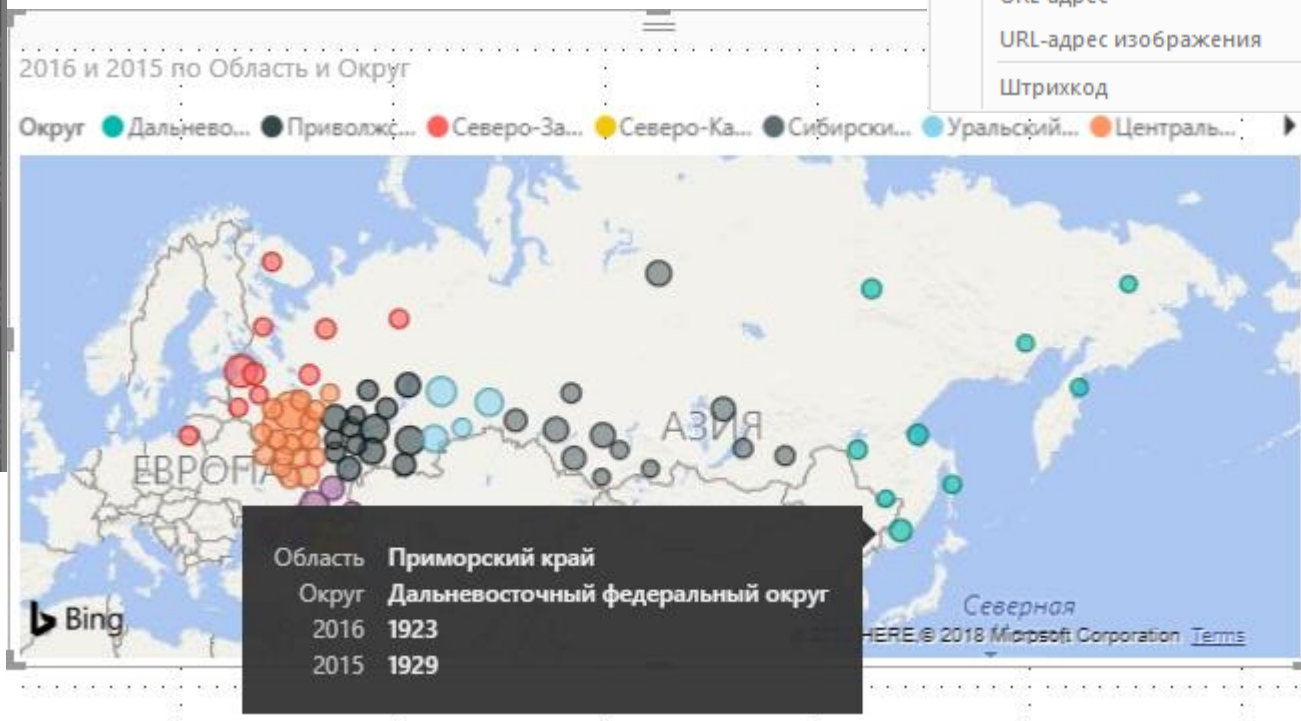 URL-адрес
URL-адрес изображения
Штрихкод
2016 и 2015 по Область и Округ
Округ Дальнево... Приволжс... Северо-За... Северо-Ка... Сибирски... Уральский... Централь...
АЗИЯ
ЕВРОПА
Область Приморский край
Округ Дальневосточный федеральный округ
2016 1923
2015 1929
Северная
Bing
HERE © 2018 Microsoft Corporation Terms